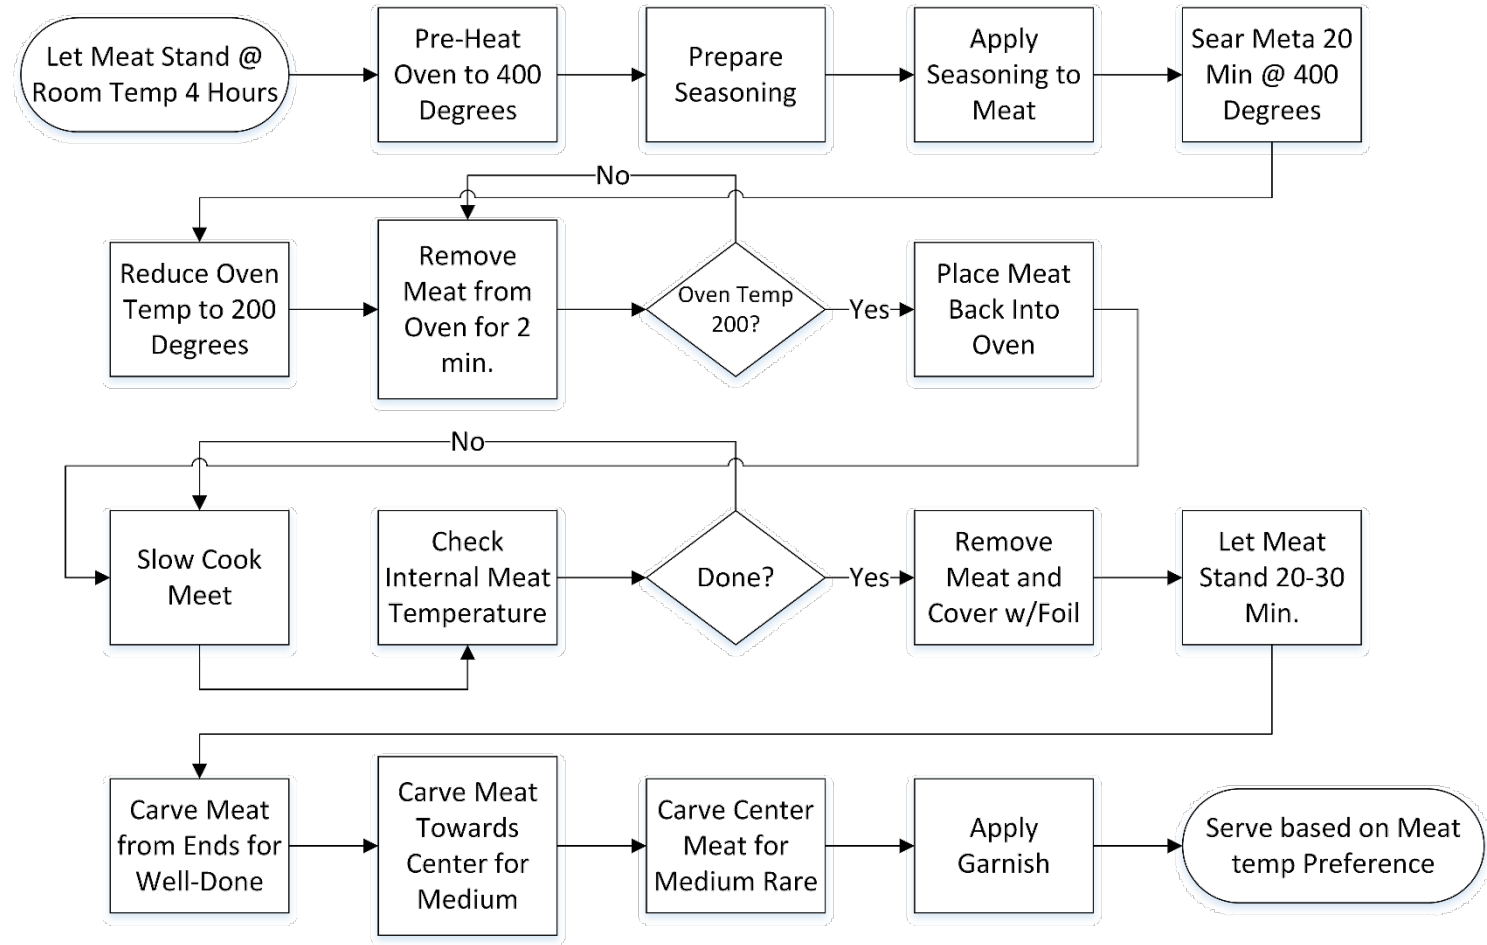 Let Meat Stand @
Room Temp 4 Hours
Pre-Heat
Oven to 400
Degrees
Prepare
Seasoning
Apply
Seasoning to
Meat
Sear Meta 20
Min @ 400
Degrees
No
Reduce Oven
Temp to 200
Degrees
Remove
Meat from
Oven for 2
min.
Oven Temp
200?
Yes
Place Meat
Back Into
Oven
No
Slow Cook
Meet
Check
Internal Meat
Temperature
Done?
Yes
Remove
Meat and
Cover w/Foil
Let Meat
Stand 20-30
Min.
Carve Meat
from Ends for
Well-Done
Carve Meat
Towards
Center for
Medium
Carve Center
Meat for
Medium Rare
Apply
Garnish
Serve based on Meat
temp Preference